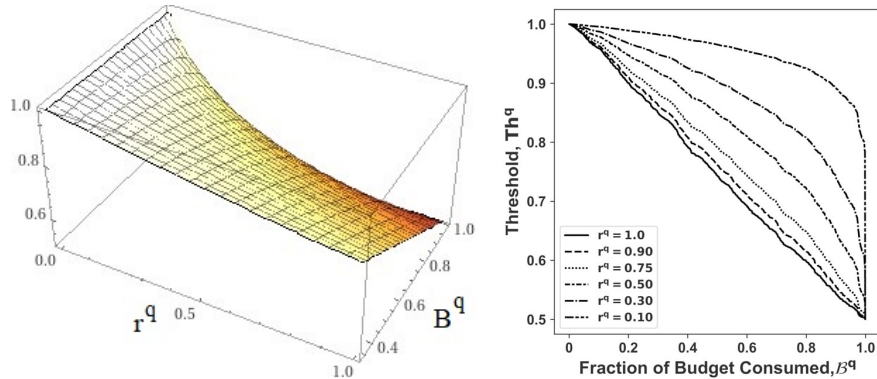 1.0
0.8
0.6
0.0
0.5
1.0
r^q
0.4
0.6
0.8
1.0
B^q
1.0
0.9
0.8
0.7
0.6
0.5
Threshold, Th^q
r^q = 1.0
r^q = 0.90
r^q = 0.75
r^q = 0.50
r^q = 0.30
r^q = 0.10
0 0.2 0.4 0.6 0.8 1.0
Fraction of Budget Consumed,ℬ^q